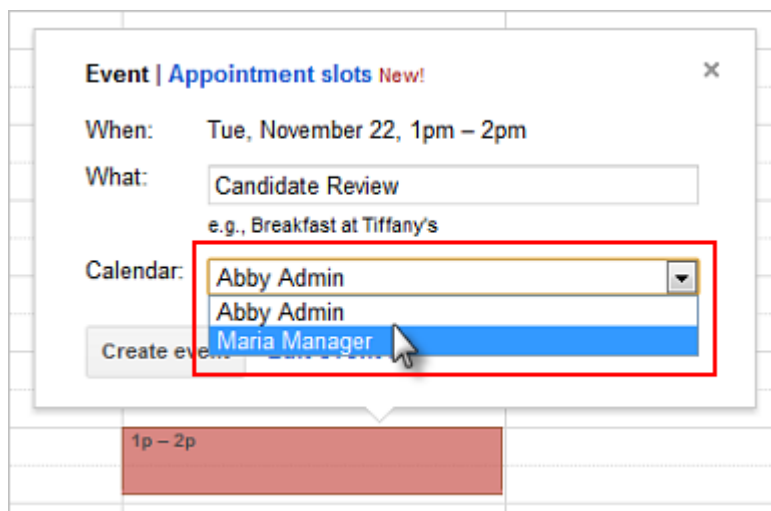 Event | Appointment slots New!
When: Tue, November 22, 1pm – 2pm
What: Candidate Review
e.g., Breakfast at Tiffany's
Calendar: Abby Admin
Abby Admin
Maria Manager
Create
1p – 2p